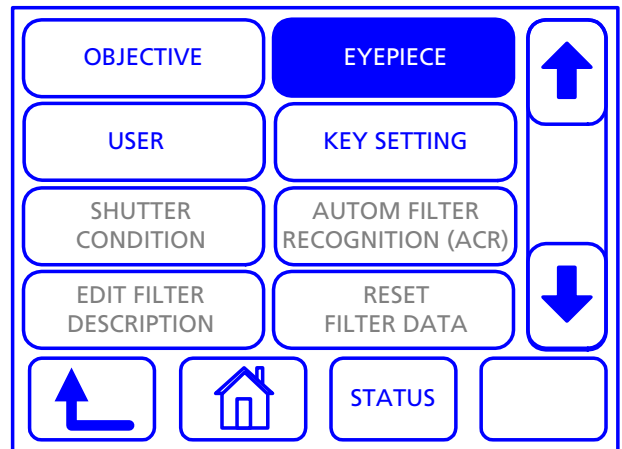 OBJECTIVE
EYEPIECE
USER
KEY SETTING
SHUTTER
CONDITION
AUTOM FILTER
RECOGNITION (ACR)
EDIT FILTER
DESCRIPTION
RESET
FILTER DATA
STATUS